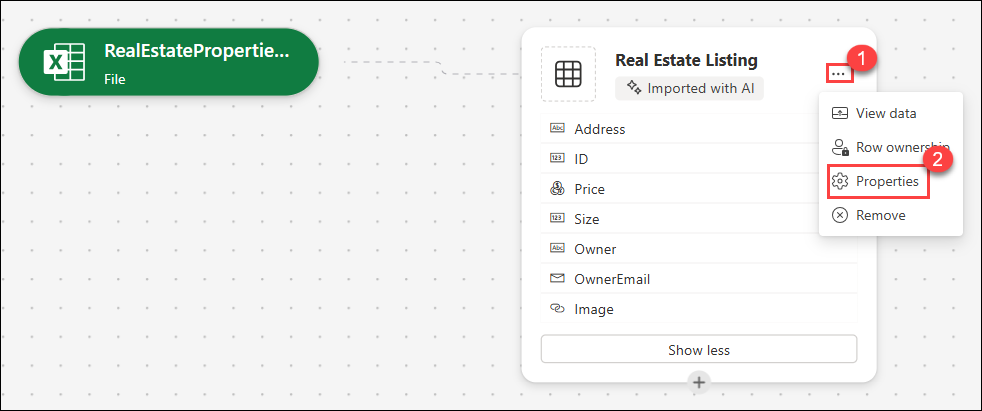 RealEstatePropertie...
File
Real Estate Listing
Imported with AI
1
...
View data
Row ownership
2
Properties
Remove
Abc Address
123 ID
Price
123 Size
Abc Owner
OwnerEmail
Image
Show less
+